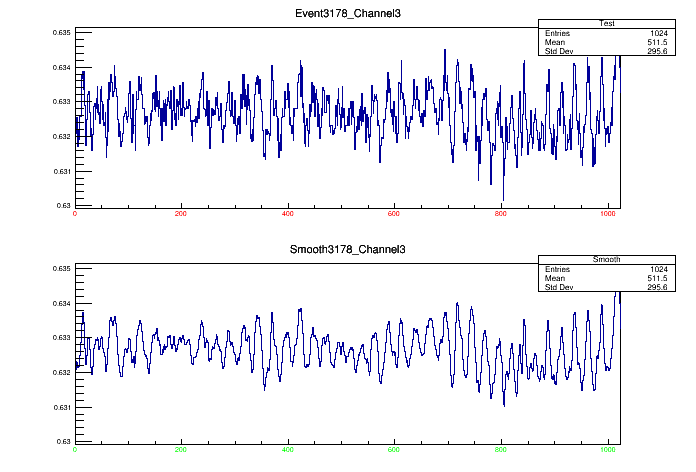 Event3178_Channel3
Test
Entries 1024
Mean 511.5
Std Dev 295.6
0.635
0.634
0.633
0.632
0.631
0.63
0 200 400 600 800 1000
Smooth3178_Channel3
Smooth
Entries 1024
Mean 511.5
Std Dev 295.6
0.635
0.634
0.633
0.632
0.631
0.63
0 200 400 600 800 1000